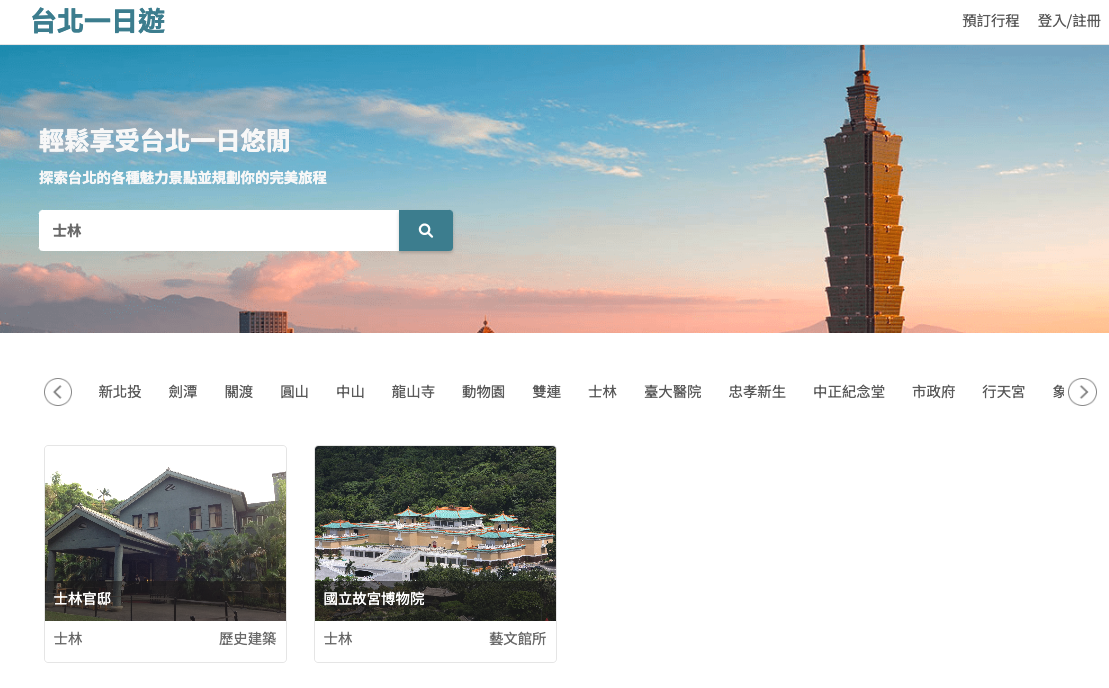 台北一日遊
預訂行程 登入/註冊
輕鬆享受台北一日悠閒
探索台北的各種魅力景點並規劃你的完美旅程
士林
新北投 劍潭 關渡 圓山 中山 龍山寺 動物園 雙連 士林 臺大醫院 忠孝新生 中正紀念堂 市政府 行天宮 象
士林官邸
國立故宮博物院
士林 歷史建築
士林 藝文館所